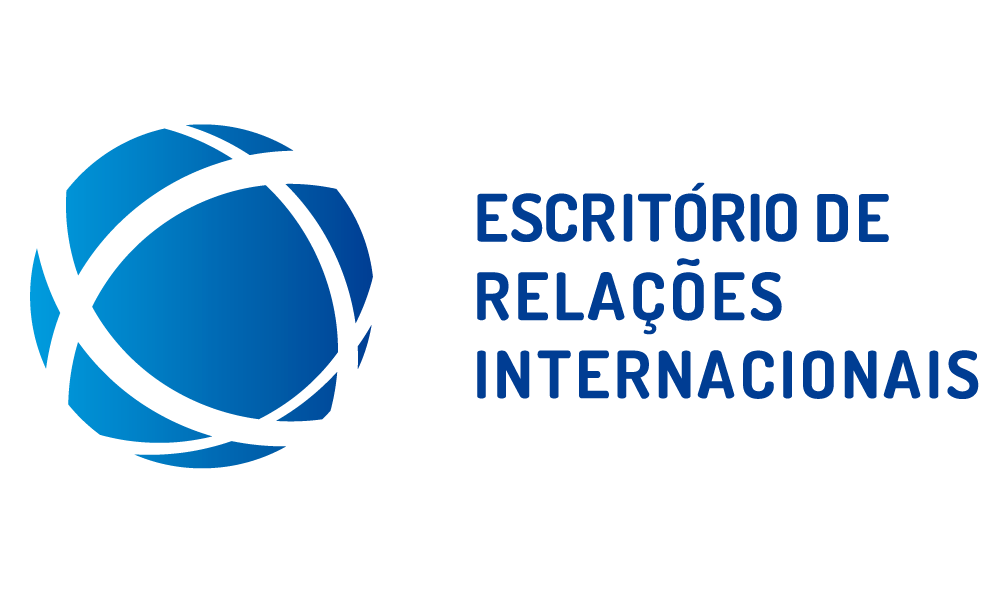 ESCRITÓRIO DE
RELAÇÕES
INTERNACIONAIS